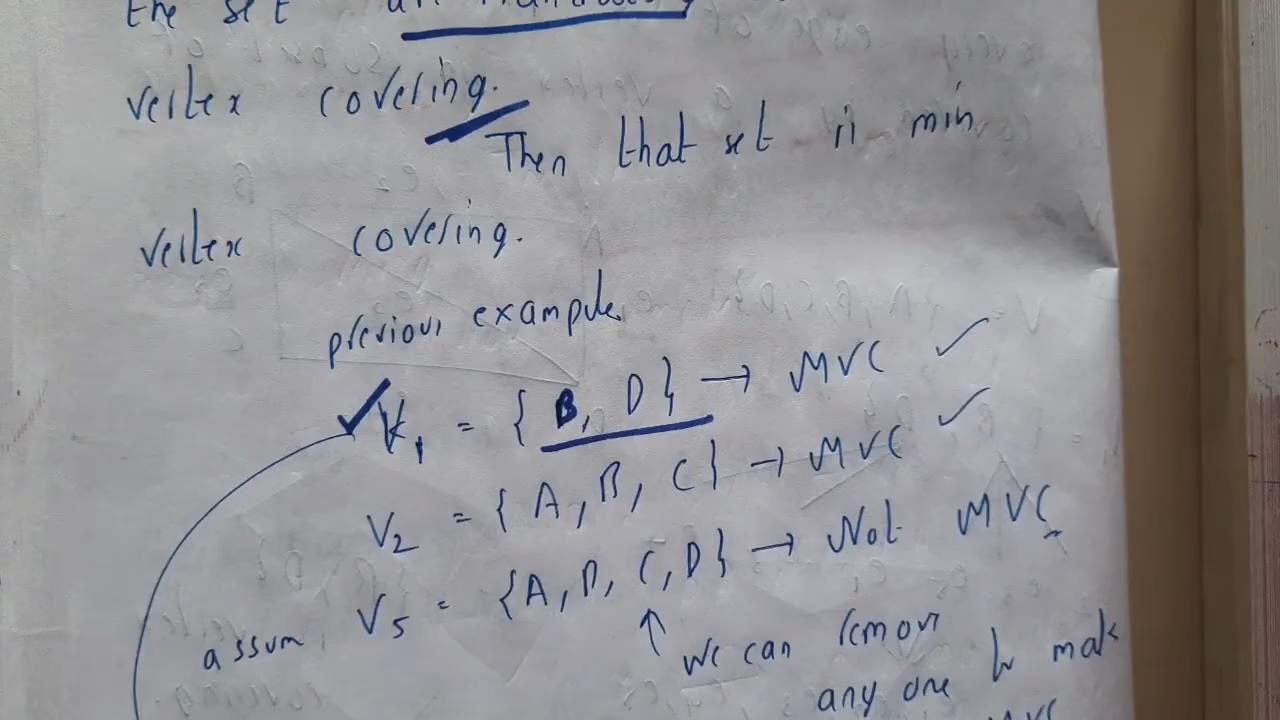 the set
vertex covering.
Then that set is min
vertex covering.
previous example
V1 = { B, D } → MVC ✓
V2 = { A, B, C } → MVC ✓
V5 = { A, B, C, D } → Not MVC
assum
↑ We can remove
any one to make
MVC